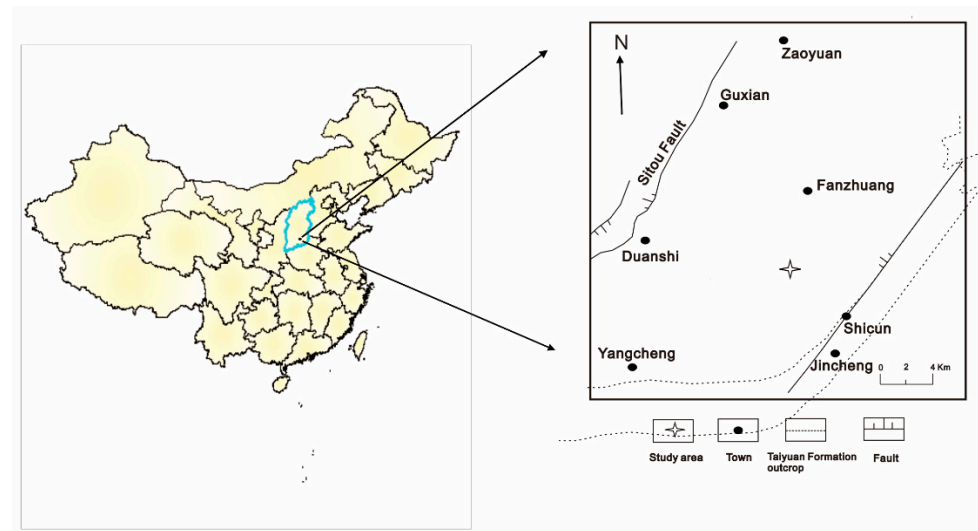 N
Zaoyuan
Guxian
Sitou Fault
Fanzhuang
Duanshi
Shicun
Yangcheng
Jincheng
0 2 4 Km
Study area
Town
Taiyuan Formation
outcrop
Fault